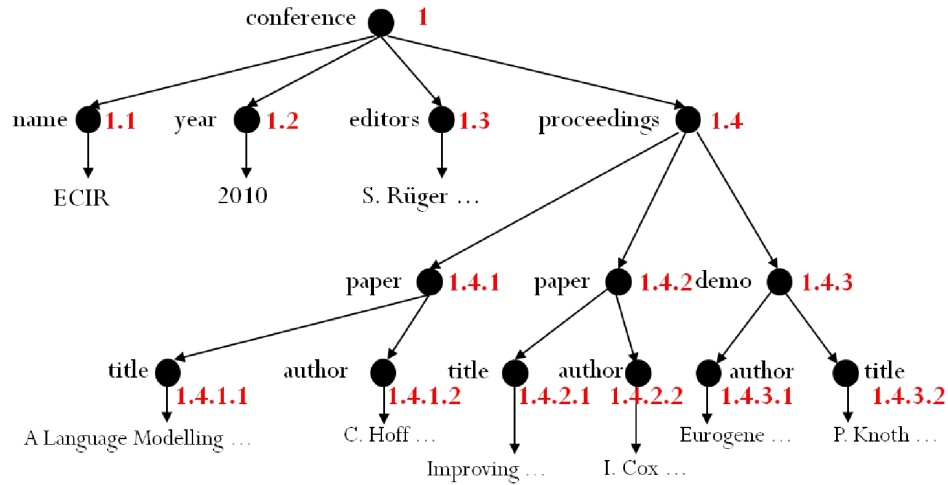 conference 1
name 1.1 year 1.2 editors 1.3 proceedings 1.4
ECIR 2010 S. Rüger ...
paper 1.4.1 paper 1.4.2 demo 1.4.3
title author title author author title
1.4.1.1 1.4.1.2 1.4.2.1 1.4.2.2 1.4.3.1 1.4.3.2
A Language Modelling ... C. Hoff ... Eurogene ... P. Knoth ...
Improving ... I. Cox ...